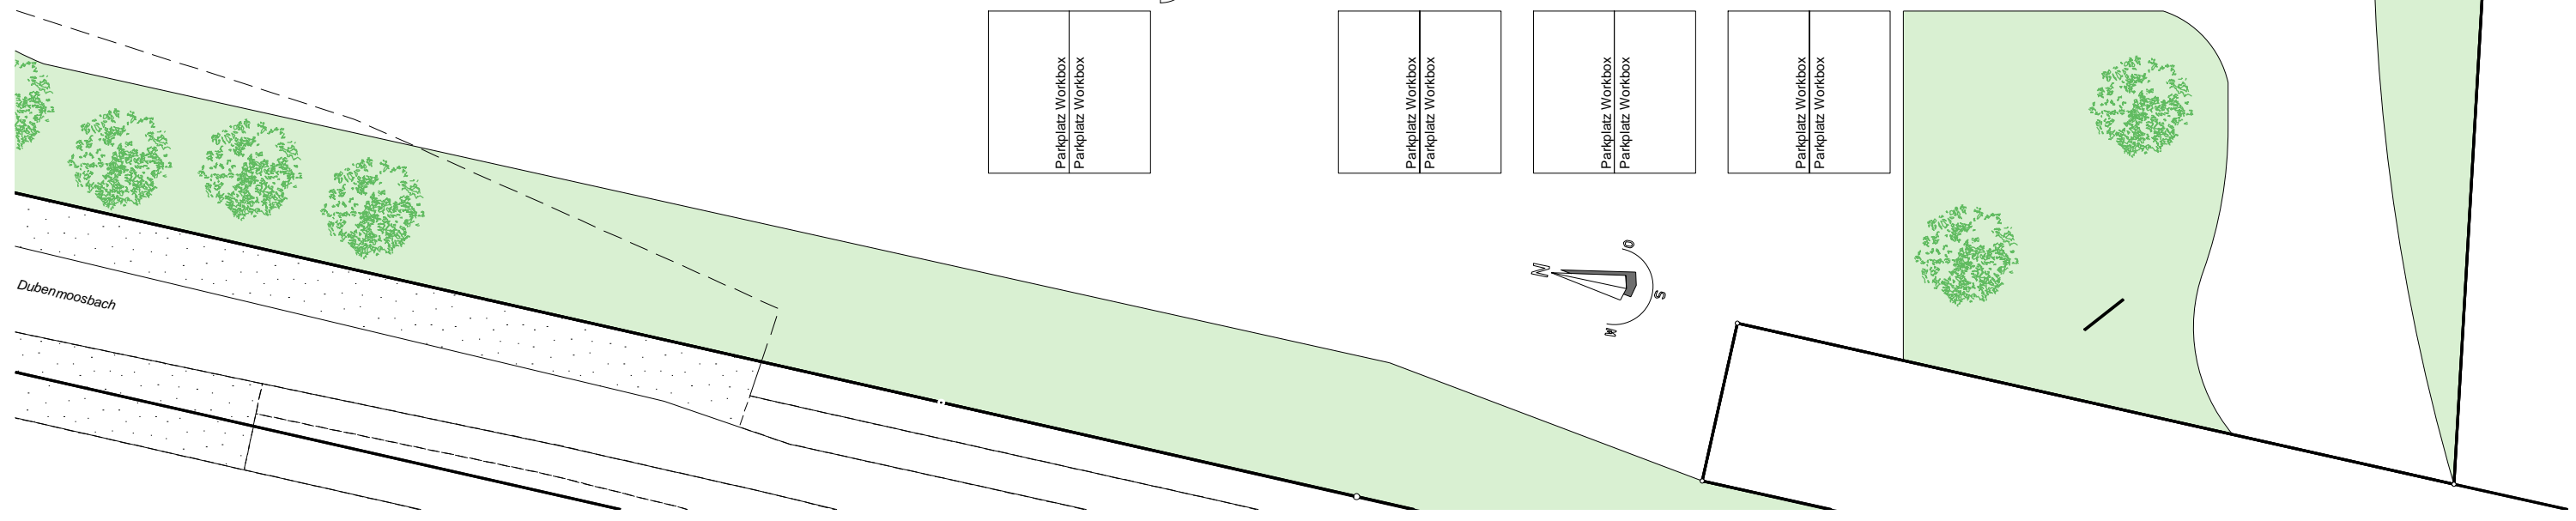 Parkplatz Workbox
Parkplatz Workbox
Parkplatz Workbox
Parkplatz Workbox
Parkplatz Workbox
Parkplatz Workbox
Parkplatz Workbox
Parkplatz Workbox
O
N
S
W
Dubenmoosbach